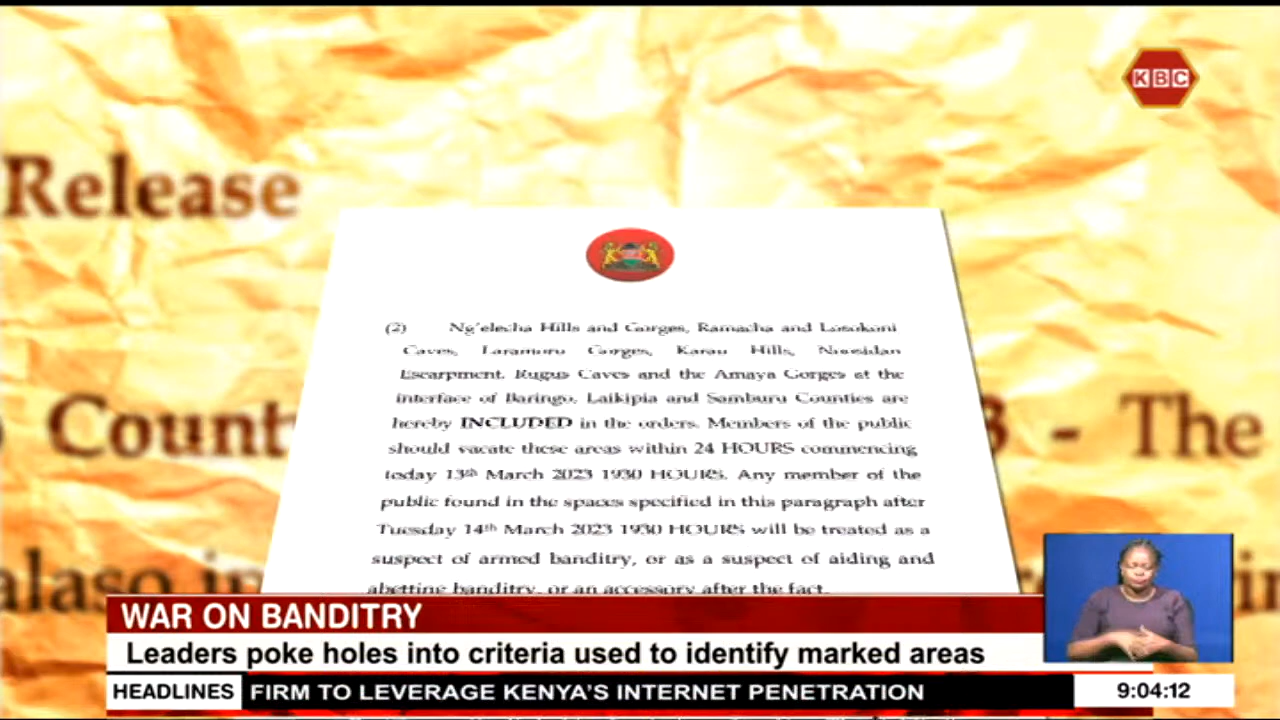 KBC
Release
(2) Ng'elecha Hills and Gorges, Ramacha and Losokoni
Caves, Laramoru Gorges, Karau Hills,
Escarpment, Rugus Caves and the Amaya Gorges at the
interface of Baringo, Laikipia and Samburu Counties are
hereby INCLUDED in the orders. Members of the public
should vacate these areas within 24 HOURS commencing
today 13th March 2023 1930 HOURS. Any member of the
public found in the spaces specified in this paragraph after
Tuesday 14th March 2023 1930 HOURS will be treated as a
suspect of armed banditry, or as a suspect of aiding and
abetting banditry, or an accessory after the fact.
Count
3 - The
alaso in
WAR ON BANDITRY
Leaders poke holes into criteria used to identify marked areas
HEADLINES FIRM TO LEVERAGE KENYA'S INTERNET PENETRATION
9:04:12